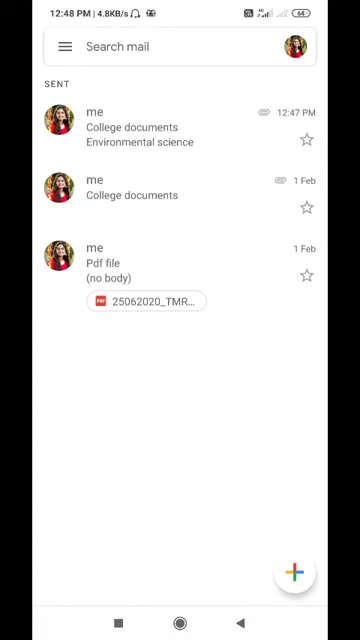 12:48 PM | 4.8KB/s
64
Search mail
SENT
me
12:47 PM
College documents
Environmental science
me
1 Feb
College documents
me
1 Feb
Pdf file
(no body)
PDF 25062020_TMR...